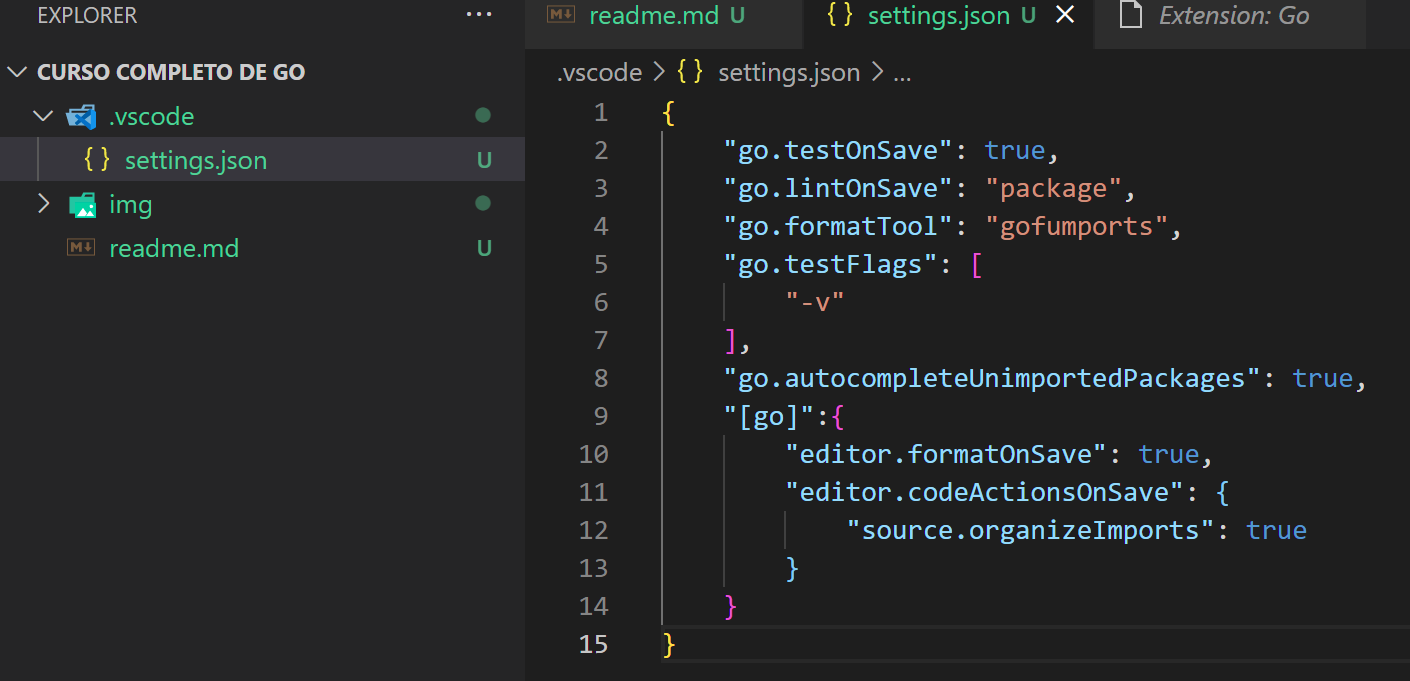 EXPLORER ...
CURSO COMPLETO DE GO
.vscode
{ } settings.json U
img
M↓ readme.md U
M↓ readme.md U { } settings.json U × Extension: Go
.vscode > { } settings.json > ...
1 {
2 "go.testOnSave": true,
3 "go.lintOnSave": "package",
4 "go.formatTool": "gofumports",
5 "go.testFlags": [
6 "-v"
7 ],
8 "go.autocompleteUnimportedPackages": true,
9 "[go]":{
10 "editor.formatOnSave": true,
11 "editor.codeActionsOnSave": {
12 "source.organizeImports": true
13 }
14 }
15 }